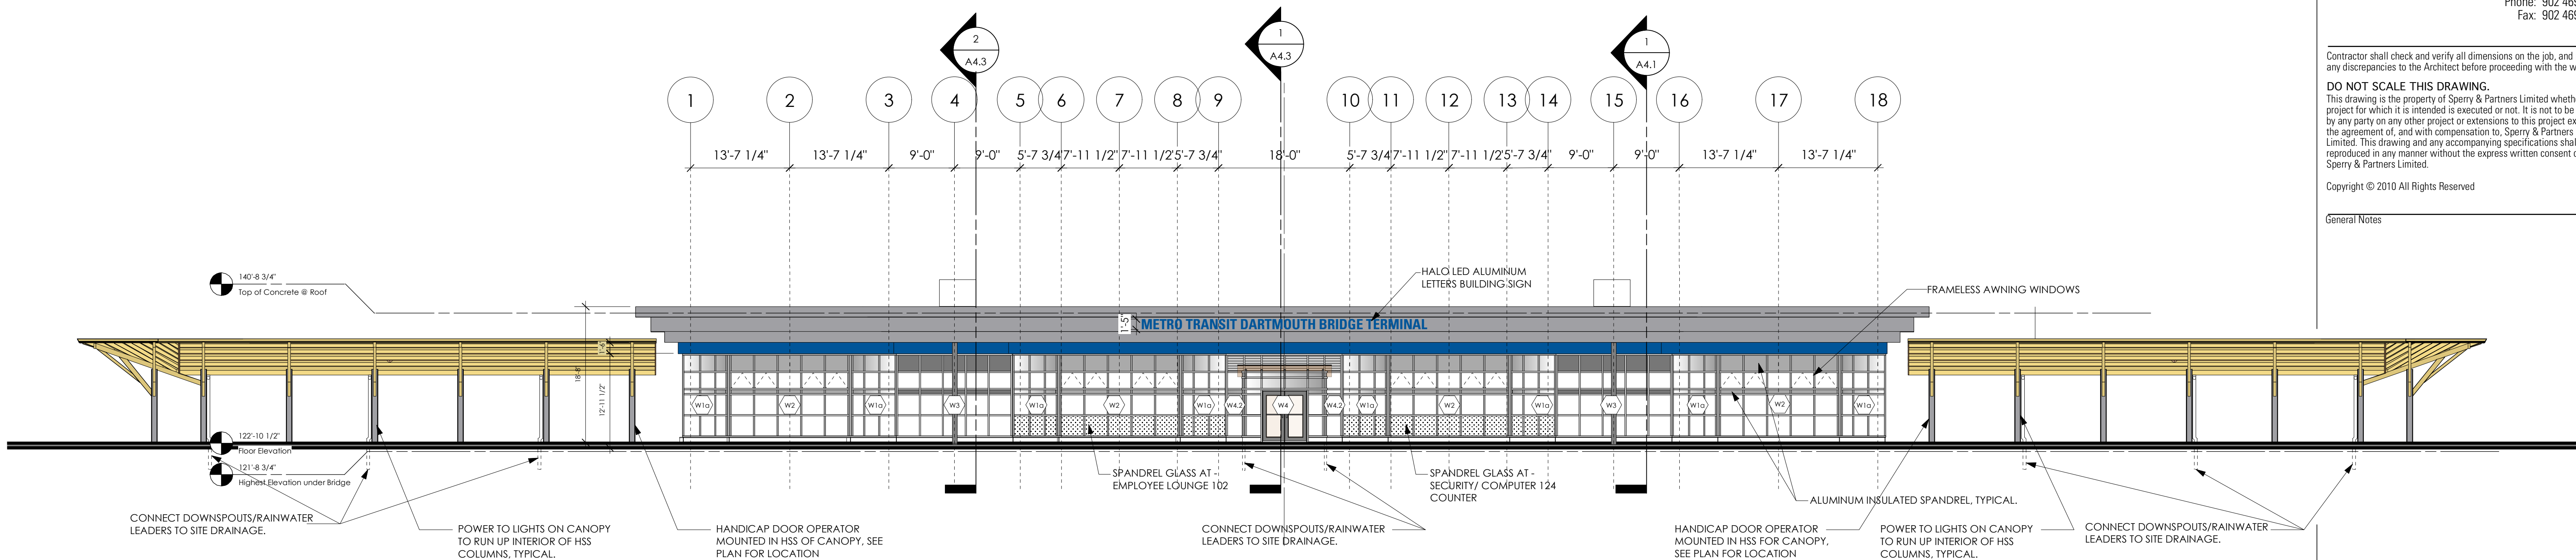 Phone: 902 469
Fax: 902 469
Contractor shall check and verify all dimensions on the job, and
any discrepancies to the Architect before proceeding with the w
DO NOT SCALE THIS DRAWING.
This drawing is the property of Sperry & Partners Limited wheth
project for which it is intended is executed or not. It is not to be
by any party on any other project or extensions to this project ex
the agreement of, and with compensation to, Sperry & Partners
Limited. This drawing and any accompanying specifications shal
reproduced in any manner without the express written consent o
Sperry & Partners Limited.
Copyright © 2010 All Rights Reserved
General Notes
2
A4.3
1
A4.3
1
A4.1
1 2 3 4 5 6 7 8 9 10 11 12 13 14 15 16 17 18
13'-7 1/4" 13'-7 1/4" 9'-0" 9'-0" 5'-7 3/4" 7'-11 1/2" 7'-11 1/2" 5'-7 3/4" 18'-0" 5'-7 3/4" 7'-11 1/2" 7'-11 1/2" 5'-7 3/4" 9'-0" 9'-0" 13'-7 1/4" 13'-7 1/4"
140'-8 3/4"
Top of Concrete @ Roof
HALO LED ALUMINUM
LETTERS BUILDING SIGN
FRAMELESS AWNING WINDOWS
1'-5"
METRO TRANSIT DARTMOUTH BRIDGE TERMINAL
1'-6"
18'-8"
12'-11 1/2"
W1a W2 W1a W3 W1a W2 W1a W4.2 W4 W4.2 W1a W2 W1a W3 W1a W2 W1a
122'-10 1/2"
Floor Elevation
121'-8 3/4"
Highest Elevation under Bridge
SPANDREL GLASS AT -
EMPLOYEE LOUNGE 102
SPANDREL GLASS AT -
SECURITY/ COMPUTER 124
COUNTER
ALUMINUM INSULATED SPANDREL, TYPICAL.
CONNECT DOWNSPOUTS/RAINWATER
LEADERS TO SITE DRAINAGE.
POWER TO LIGHTS ON CANOPY
TO RUN UP INTERIOR OF HSS
COLUMNS, TYPICAL.
HANDICAP DOOR OPERATOR
MOUNTED IN HSS OF CANOPY, SEE
PLAN FOR LOCATION
CONNECT DOWNSPOUTS/RAINWATER
LEADERS TO SITE DRAINAGE.
HANDICAP DOOR OPERATOR
MOUNTED IN HSS FOR CANOPY,
SEE PLAN FOR LOCATION
POWER TO LIGHTS ON CANOPY
TO RUN UP INTERIOR OF HSS
COLUMNS, TYPICAL.
CONNECT DOWNSPOUTS/RAINWATER
LEADERS TO SITE DRAINAGE.